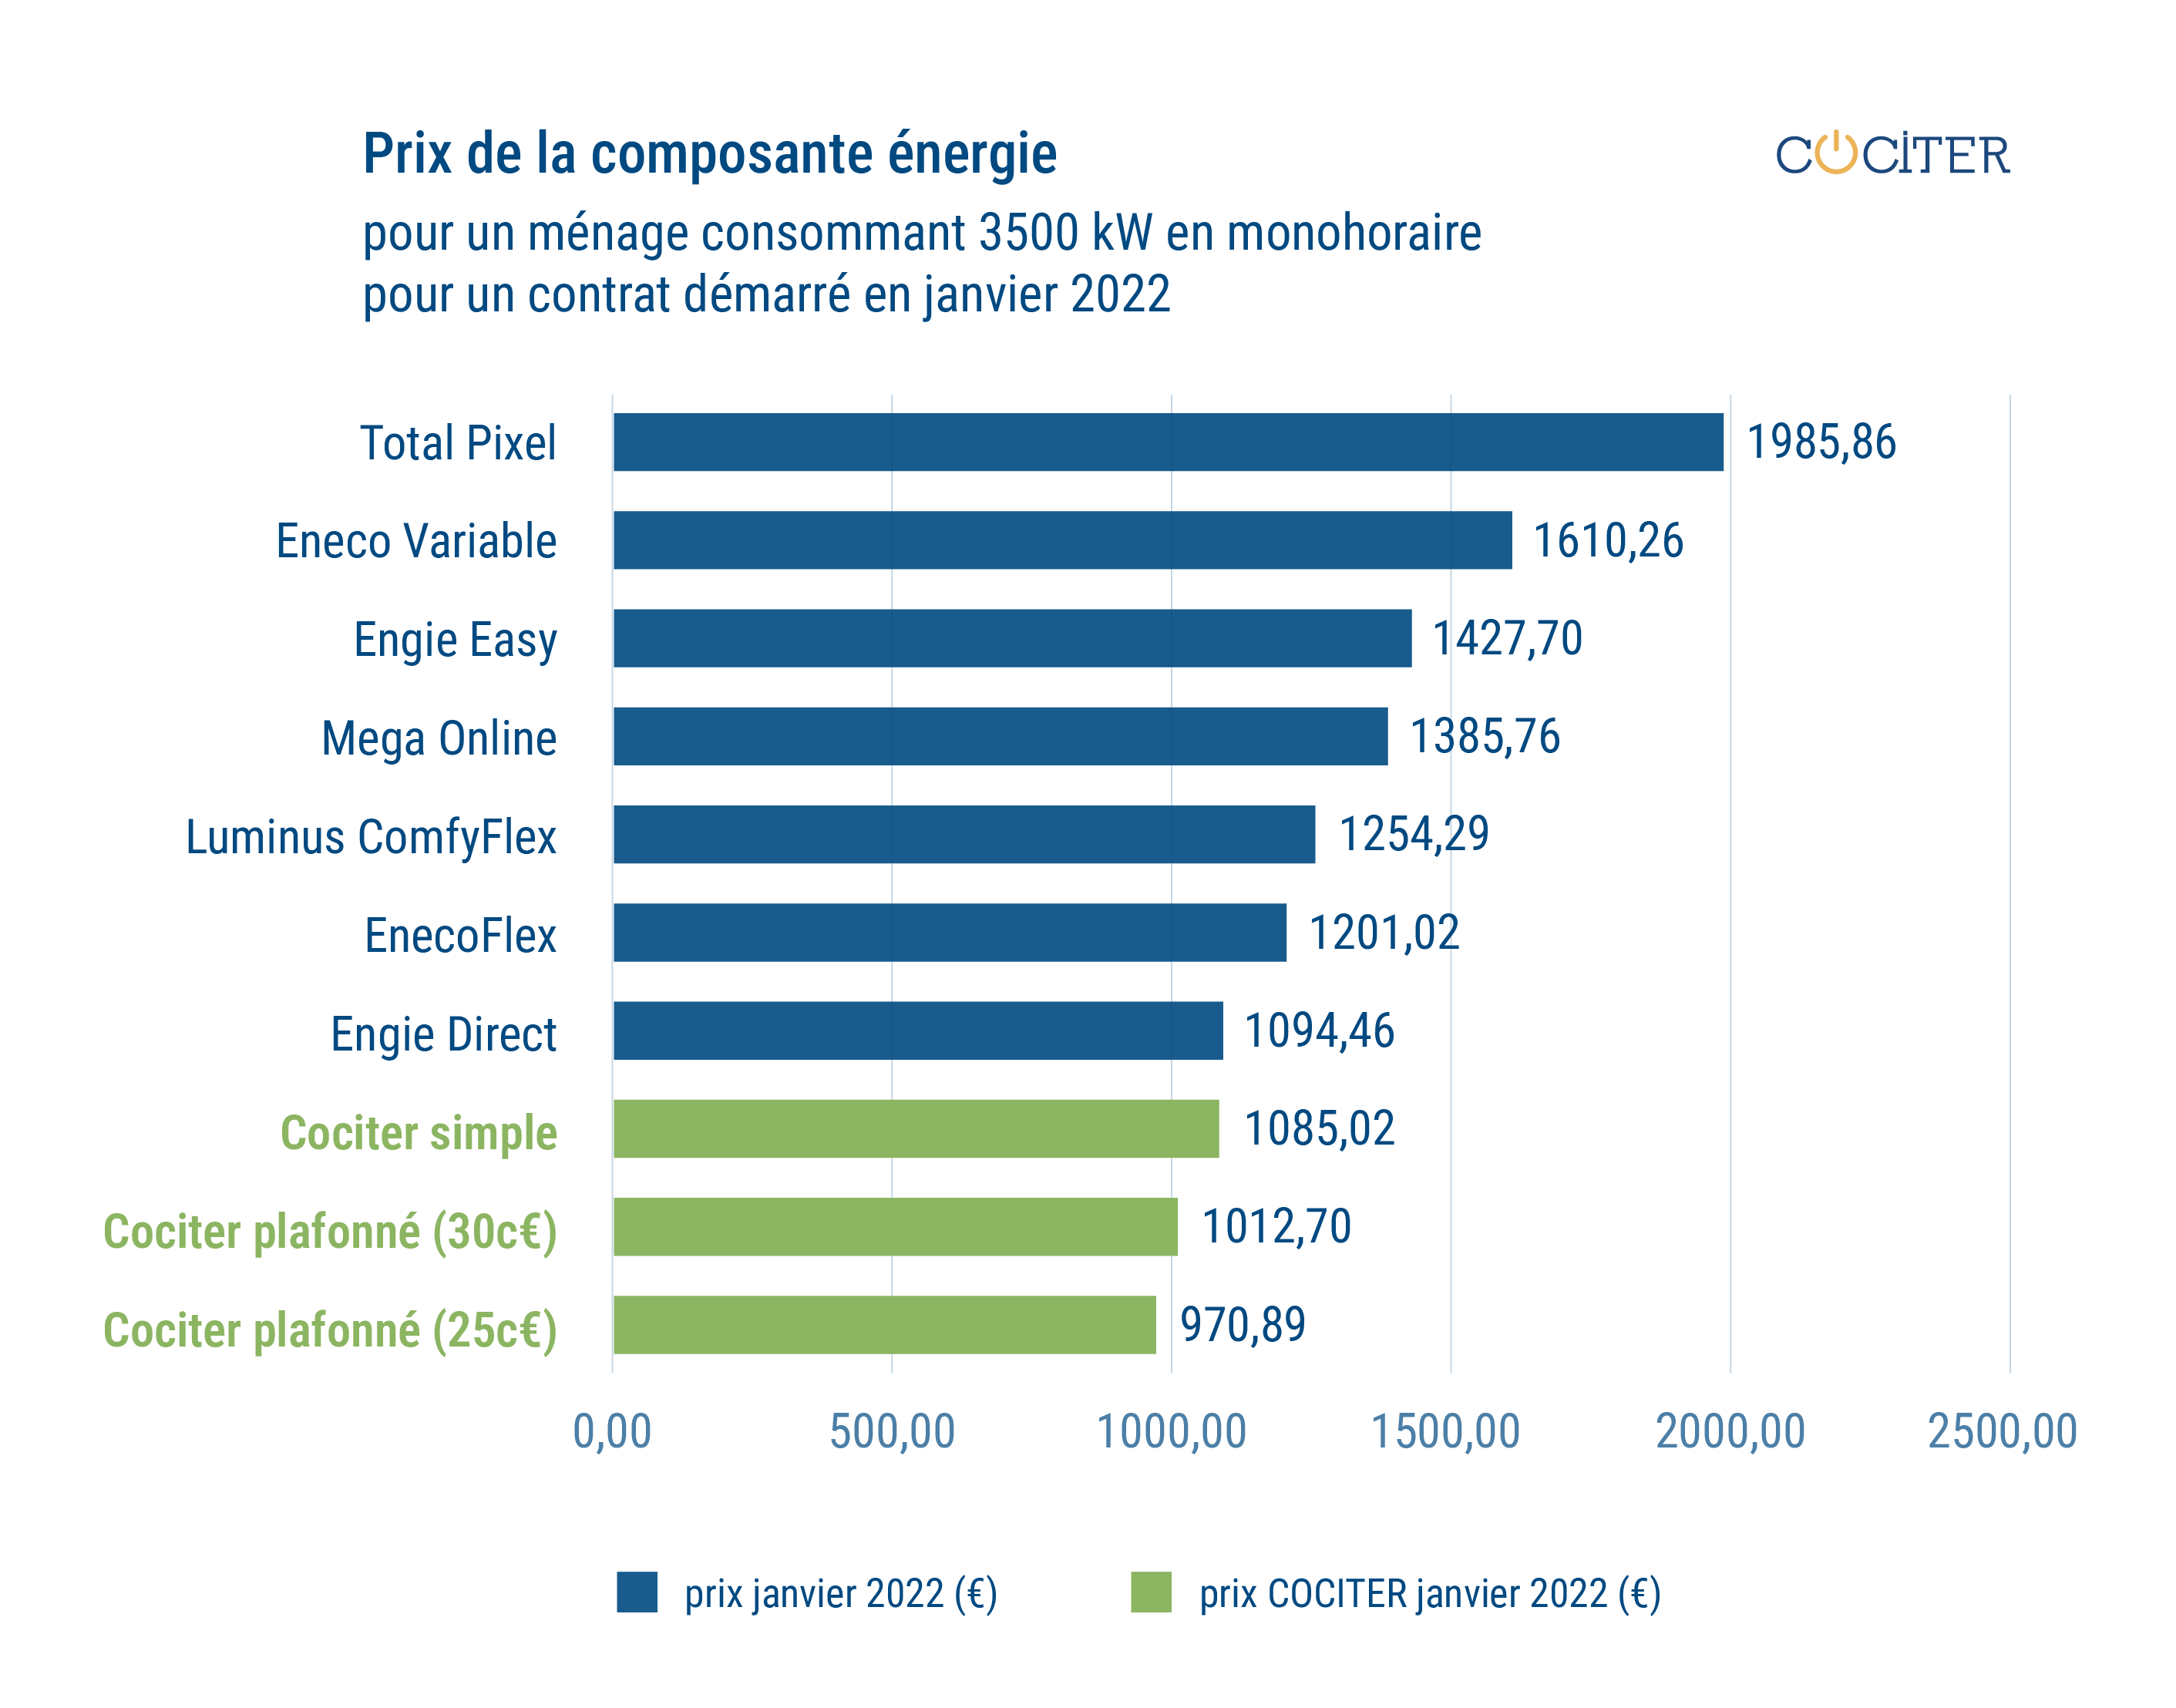 Prix de la composante énergie
COCiTER
pour un ménage consommant 3500 kW en monohoraire
pour un contrat démarré en janvier 2022
Total Pixel 1985,86
Eneco Variable 1610,26
Engie Easy 1427,70
Mega Online 1385,76
Luminus ComfyFlex 1254,29
EnecoFlex 1201,02
Engie Direct 1094,46
Cociter simple 1085,02
Cociter plafonné (30c€) 1012,70
Cociter plafonné (25c€) 970,89
0,00 500,00 1000,00 1500,00 2000,00 2500,00
prix janvier 2022 (€) prix COCITER janvier 2022 (€)